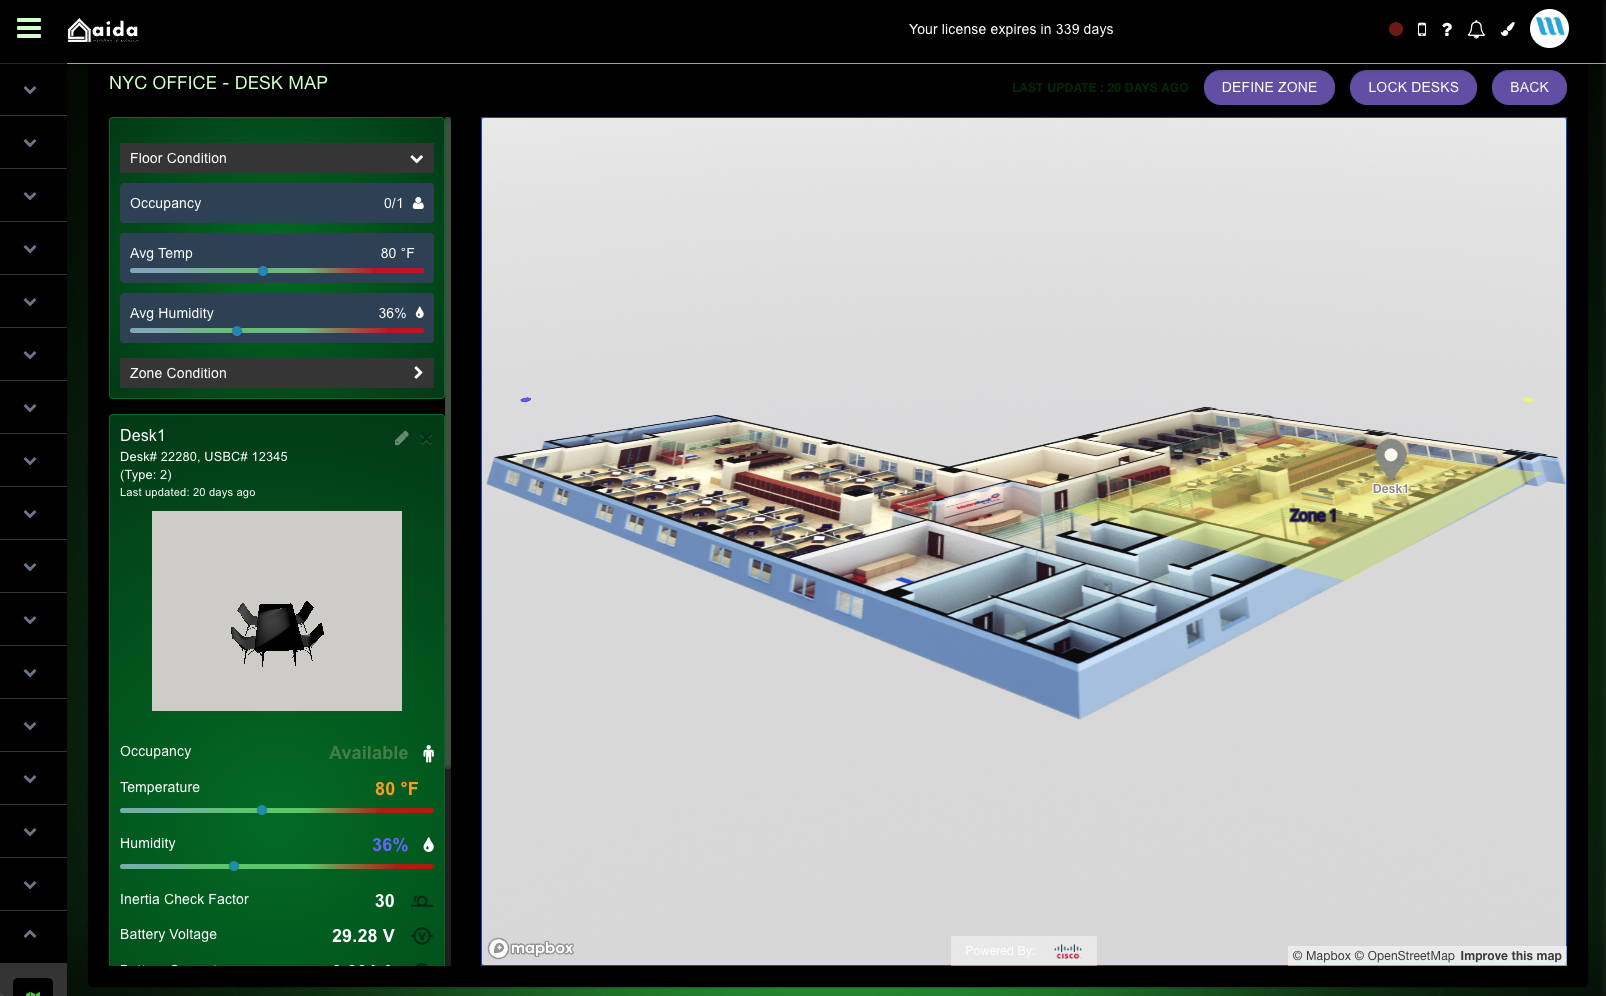 aida
Your license expires in 339 days
?
NYC OFFICE - DESK MAP
LAST UPDATE : 20 DAYS AGO
DEFINE ZONE
LOCK DESKS
BACK
Floor Condition
Occupancy 0/1
Avg Temp 80 °F
Avg Humidity 36%
Zone Condition
Desk1
Desk# 22280, USBC# 12345
(Type: 2)
Last updated: 20 days ago
Occupancy Available
Temperature 80 °F
Humidity 36%
Inertia Check Factor 30
Battery Voltage 29.28 V
Desk1
Zone 1
mapbox
Powered By:
CISCO
© Mapbox © OpenStreetMap Improve this map